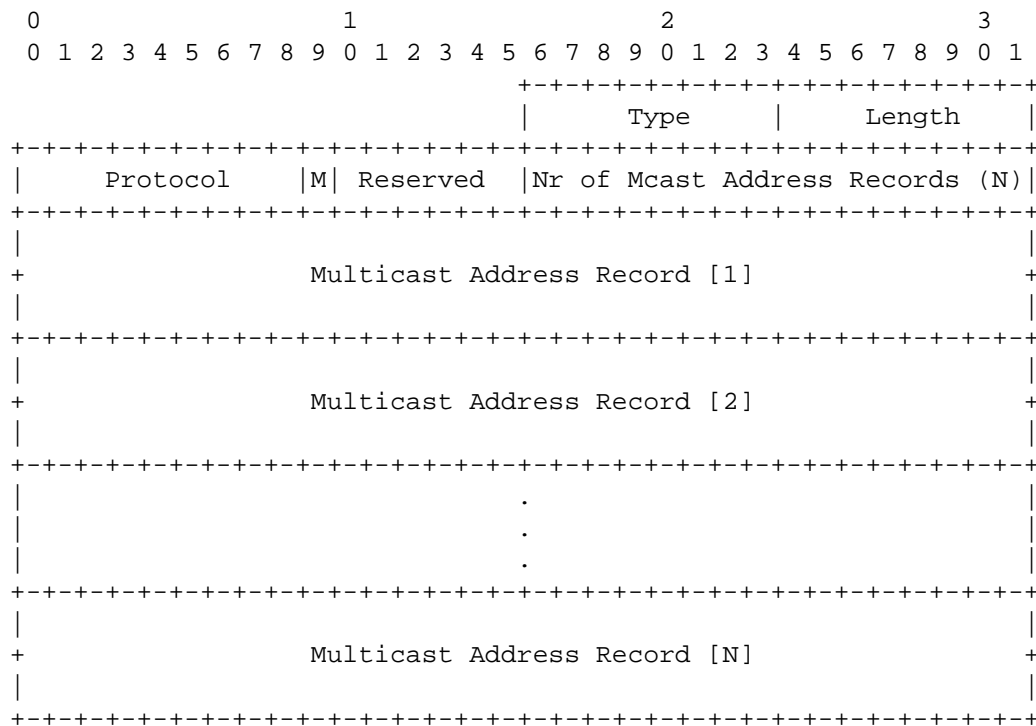 0                   1                   2                   3
 0 1 2 3 4 5 6 7 8 9 0 1 2 3 4 5 6 7 8 9 0 1 2 3 4 5 6 7 8 9 0 1
                                +-+-+-+-+-+-+-+-+-+-+-+-+-+-+-+-+
                                |      Type     |     Length    |
+-+-+-+-+-+-+-+-+-+-+-+-+-+-+-+-+-+-+-+-+-+-+-+-+-+-+-+-+-+-+-+-+
|     Protocol    |M| Reserved  |Nr of Mcast Address Records (N)|
+-+-+-+-+-+-+-+-+-+-+-+-+-+-+-+-+-+-+-+-+-+-+-+-+-+-+-+-+-+-+-+-+
|                                                               |
+                  Multicast Address Record [1]                 +
|                                                               |
+-+-+-+-+-+-+-+-+-+-+-+-+-+-+-+-+-+-+-+-+-+-+-+-+-+-+-+-+-+-+-+-+
|                                                               |
+                  Multicast Address Record [2]                 +
|                                                               |
+-+-+-+-+-+-+-+-+-+-+-+-+-+-+-+-+-+-+-+-+-+-+-+-+-+-+-+-+-+-+-+-+
|                               .                               |
|                               .                               |
|                               .                               |
+-+-+-+-+-+-+-+-+-+-+-+-+-+-+-+-+-+-+-+-+-+-+-+-+-+-+-+-+-+-+-+-+
|                                                               |
+                  Multicast Address Record [N]                 +
|                                                               |
+-+-+-+-+-+-+-+-+-+-+-+-+-+-+-+-+-+-+-+-+-+-+-+-+-+-+-+-+-+-+-+-+